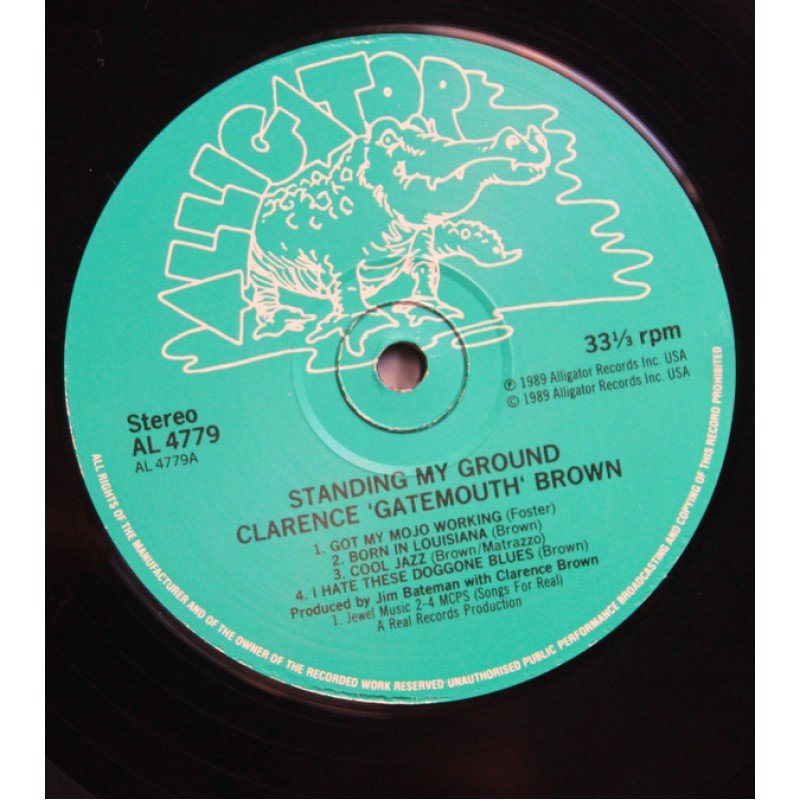 ALLIGATOR
33⅓ rpm
℗ 1989 Alligator Records Inc. USA
© 1989 Alligator Records Inc. USA
Stereo
AL 4779
AL 4779A
STANDING MY GROUND
CLARENCE 'GATEMOUTH' BROWN
1. GOT MY MOJO WORKING (Foster)
2. BORN IN LOUISIANA (Brown)
3. COOL JAZZ (Brown/Matrazzo)
4. I HATE THESE DOGGONE BLUES (Brown)
Produced by Jim Bateman with Clarence Brown
1. Jewel Music 2-4 MCPS (Songs For Real)
A Real Records Production
ALL RIGHTS OF THE MANUFACTURER AND OF THE OWNER OF THE RECORDED WORK RESERVED·UNAUTHORISED PUBLIC PERFORMANCE BROADCASTING AND COPYING OF THIS RECORD PROHIBITED